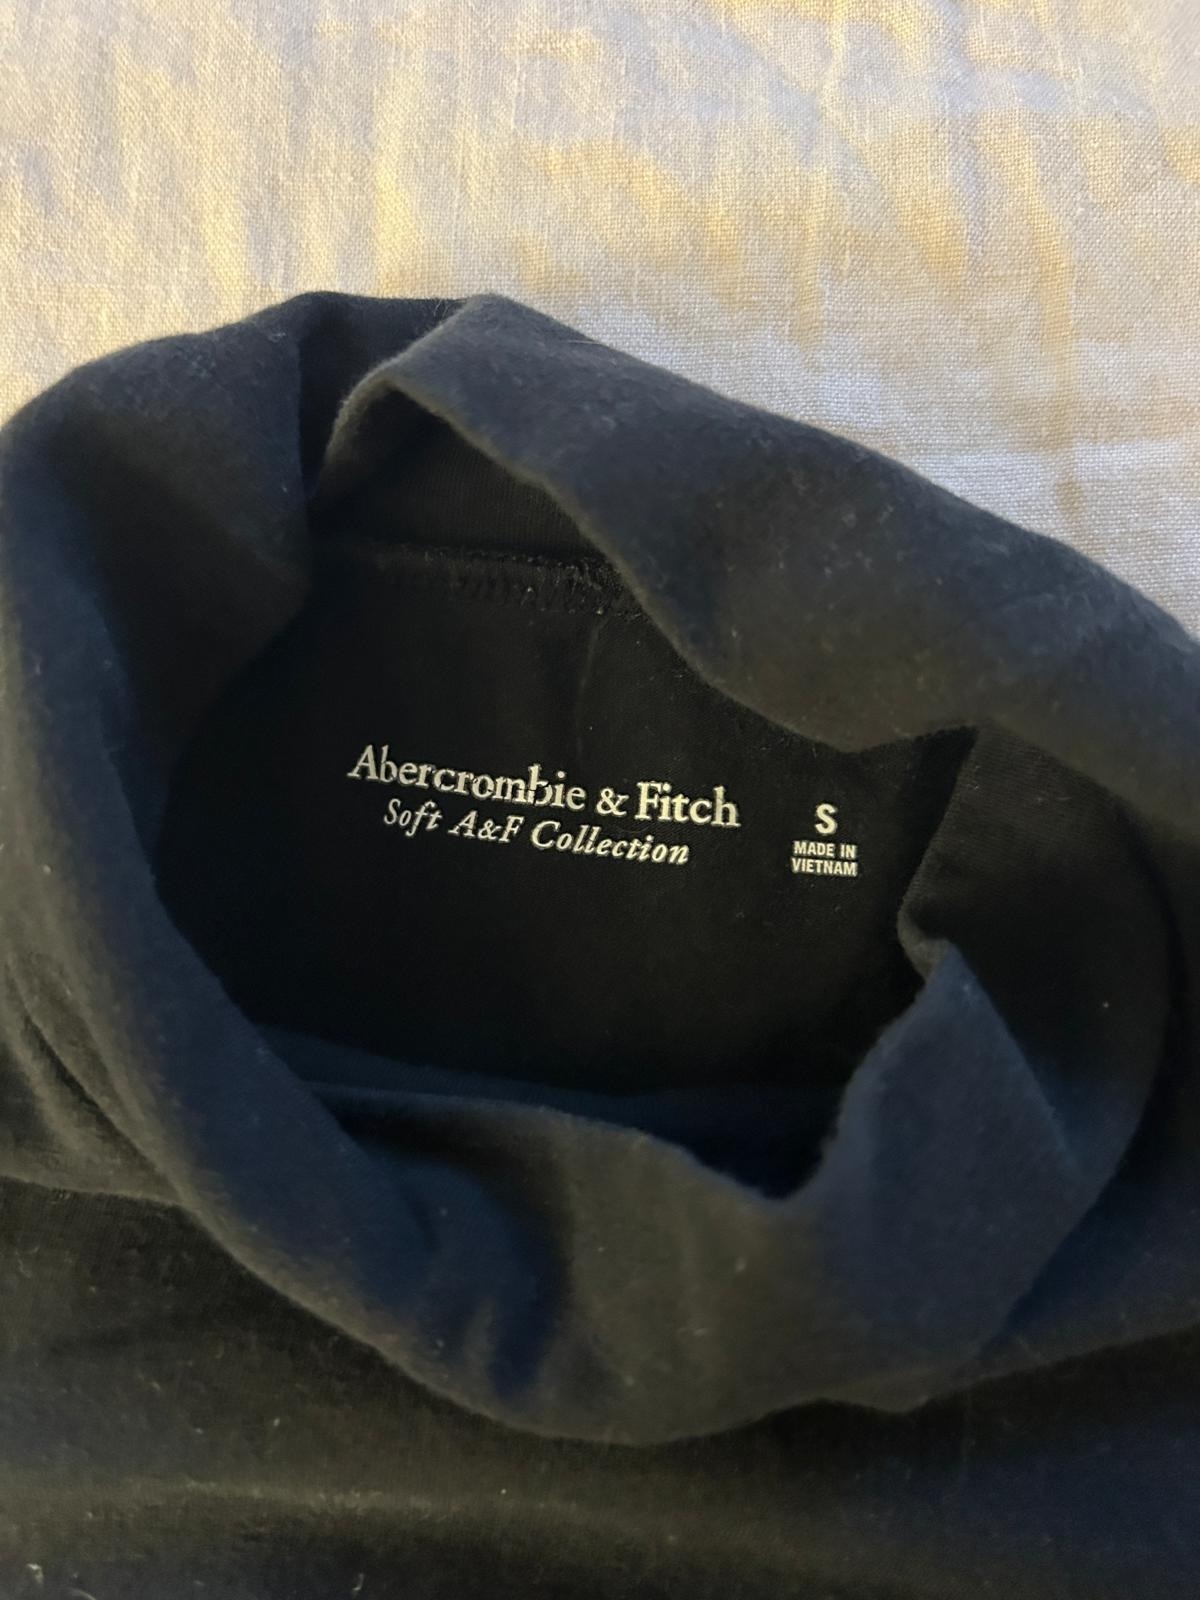 Abercrombie & Fitch
Soft A&F Collection
S
MADE IN
VIETNAM